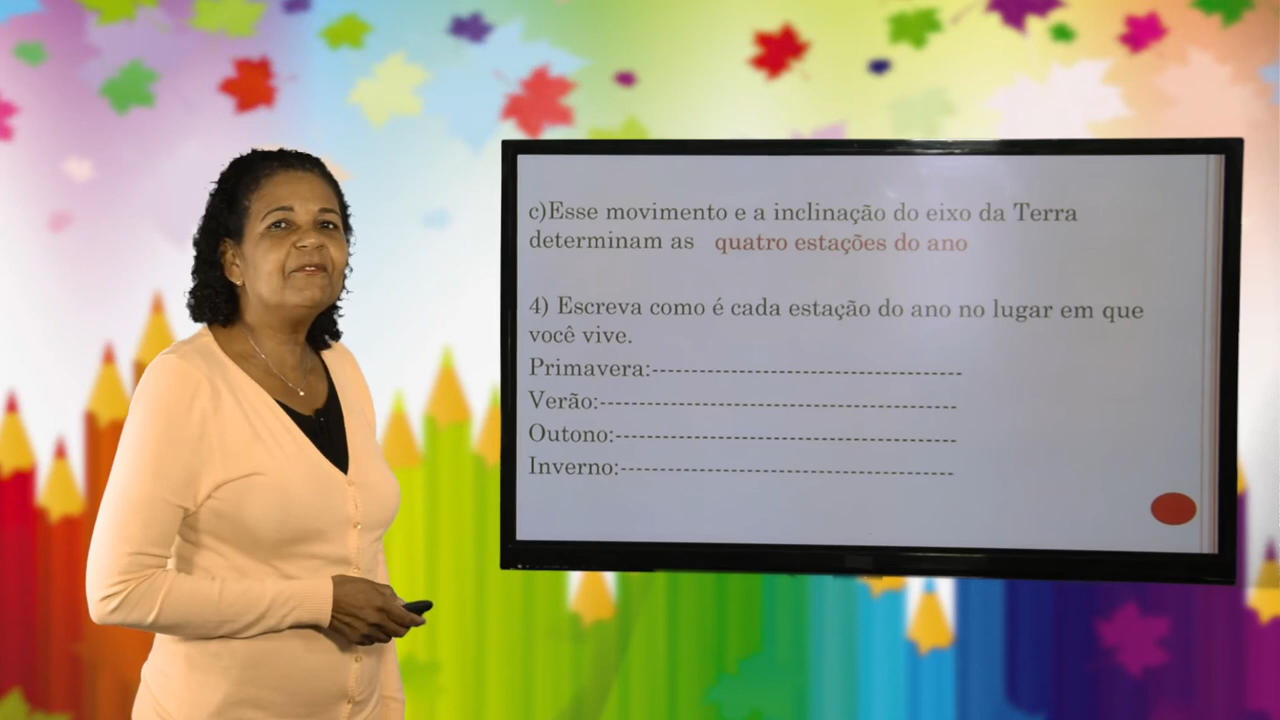 c)Esse movimento e a inclinação do eixo da Terra
determinam as quatro estações do ano
4) Escreva como é cada estação do ano no lugar em que
você vive.
Primavera:---------------------------------------
Verão:---------------------------------------------
Outono:-------------------------------------------
Inverno:------------------------------------------